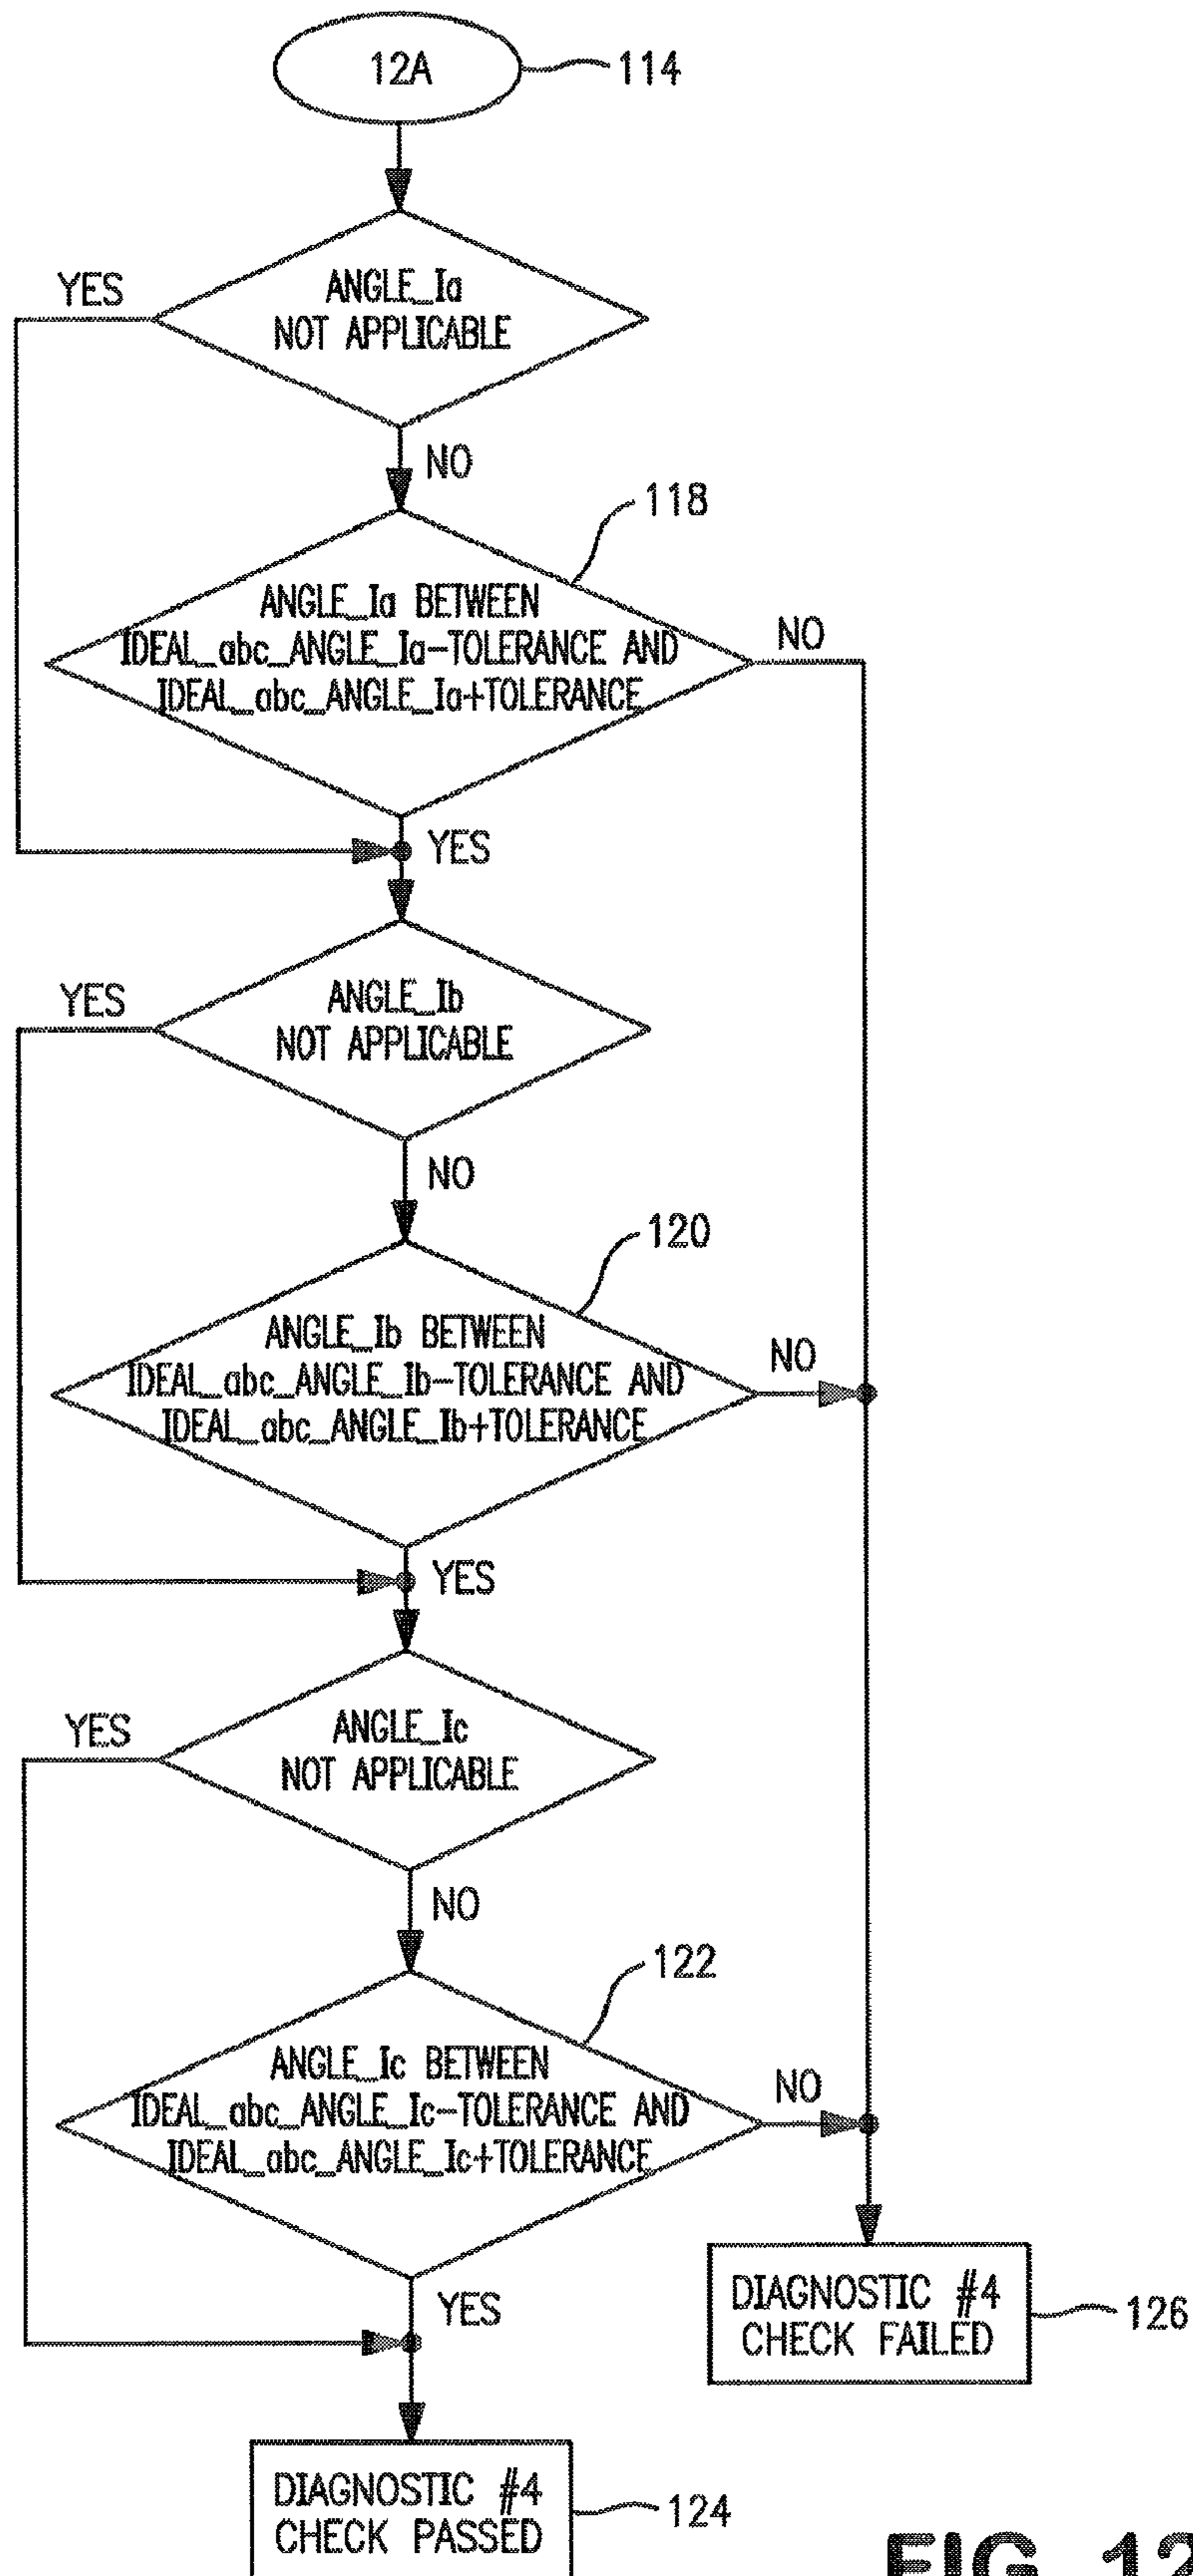 12A
114
ANGLE_Ia
NOT APPLICABLE
YES
NO
118
ANGLE_Ia BETWEEN
IDEAL_abc_ANGLE_Ia-TOLERANCE AND
IDEAL_abc_ANGLE_Ia+TOLERANCE
NO
YES
ANGLE_Ib
NOT APPLICABLE
YES
NO
120
ANGLE_Ib BETWEEN
IDEAL_abc_ANGLE_Ib-TOLERANCE AND
IDEAL_abc_ANGLE_Ib+TOLERANCE
NO
YES
ANGLE_Ic
NOT APPLICABLE
YES
NO
122
ANGLE_Ic BETWEEN
IDEAL_abc_ANGLE_Ic-TOLERANCE AND
IDEAL_abc_ANGLE_Ic+TOLERANCE
NO
YES
DIAGNOSTIC #4
CHECK FAILED
126
DIAGNOSTIC #4
CHECK PASSED
124
FIG. 12